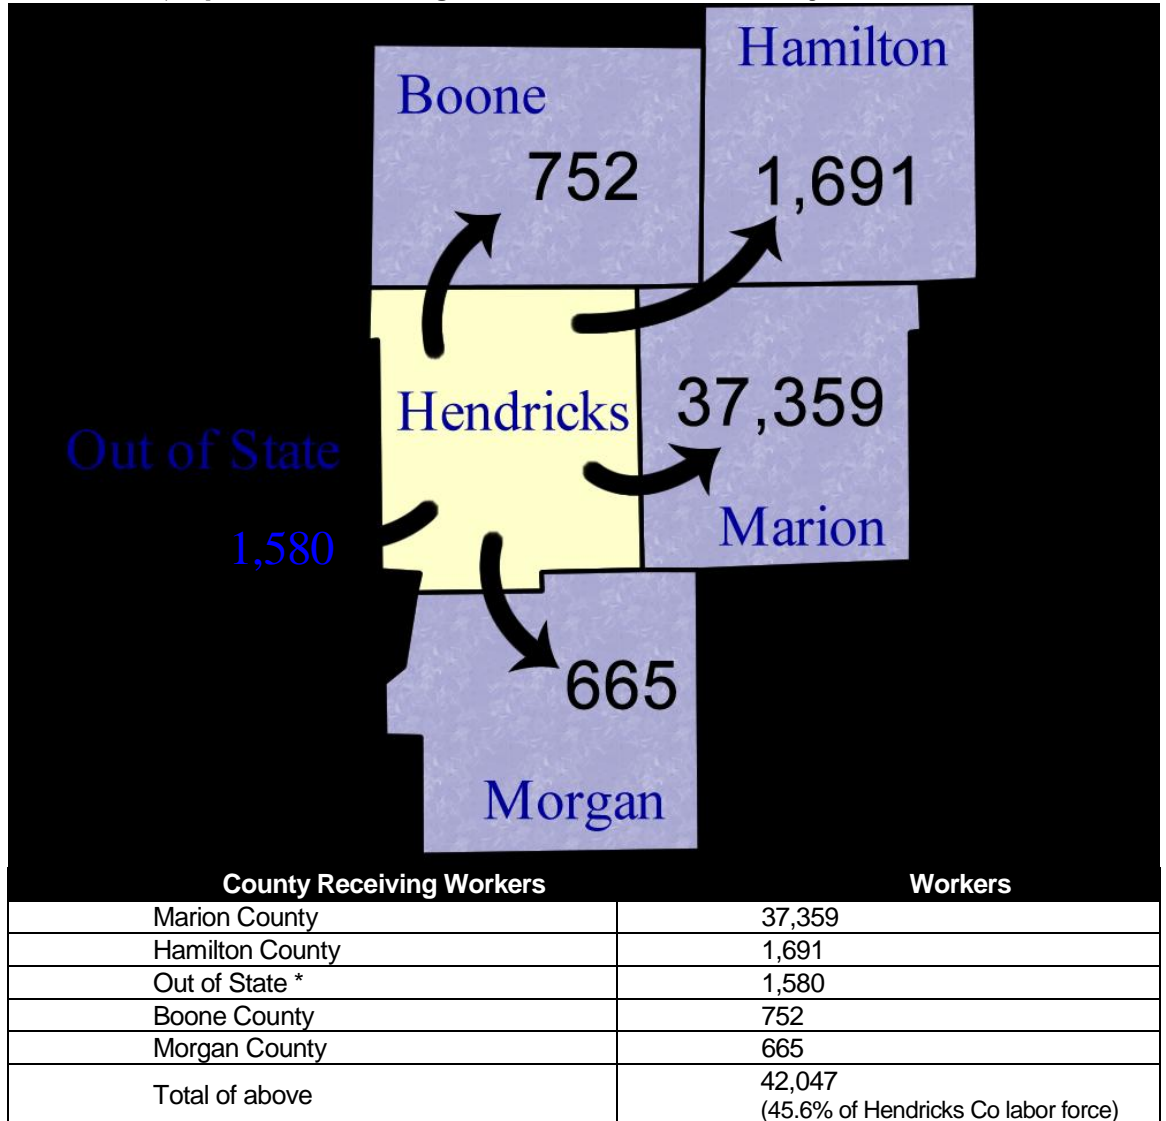 Hamilton
Boone
752
1,691
Hendricks
37,359
Out of State
Marion
1,580
665
Morgan
County Receiving Workers Workers
Marion County 37,359
Hamilton County 1,691
Out of State * 1,580
Boone County 752
Morgan County 665
Total of above 42,047
(45.6% of Hendricks Co labor force)